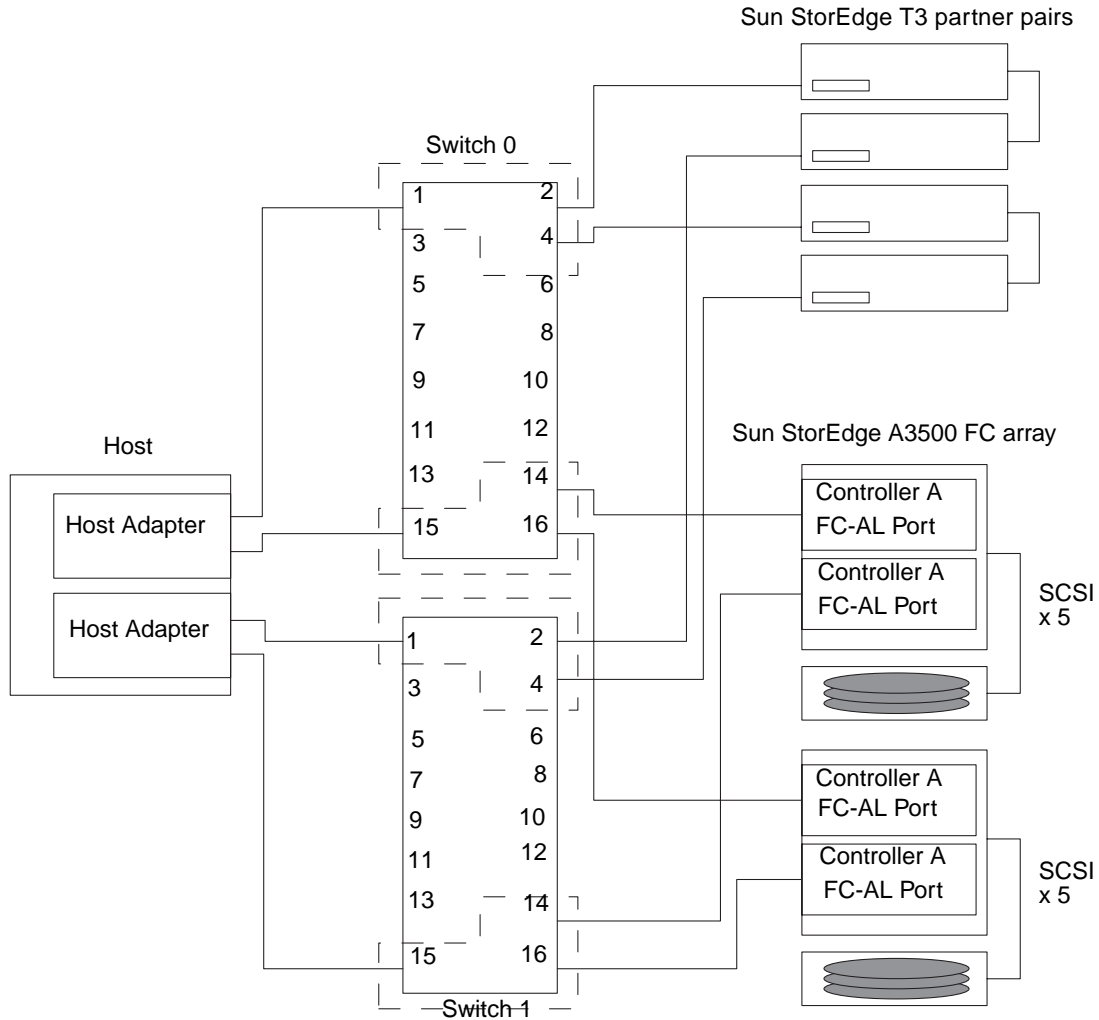 Sun StorEdge T3 partner pairs
Switch 0
1 2
3 4
5 6
7 8
9 10
11 12
13 14
15 16
Host
Host Adapter
Host Adapter
Sun StorEdge A3500 FC array
Controller A
FC-AL Port
Controller A
FC-AL Port
SCSI
x 5
1 2
3 4
5 6
7 8
9 10
11 12
13 14
15 16
Switch 1
Controller A
FC-AL Port
Controller A
FC-AL Port
SCSI
x 5